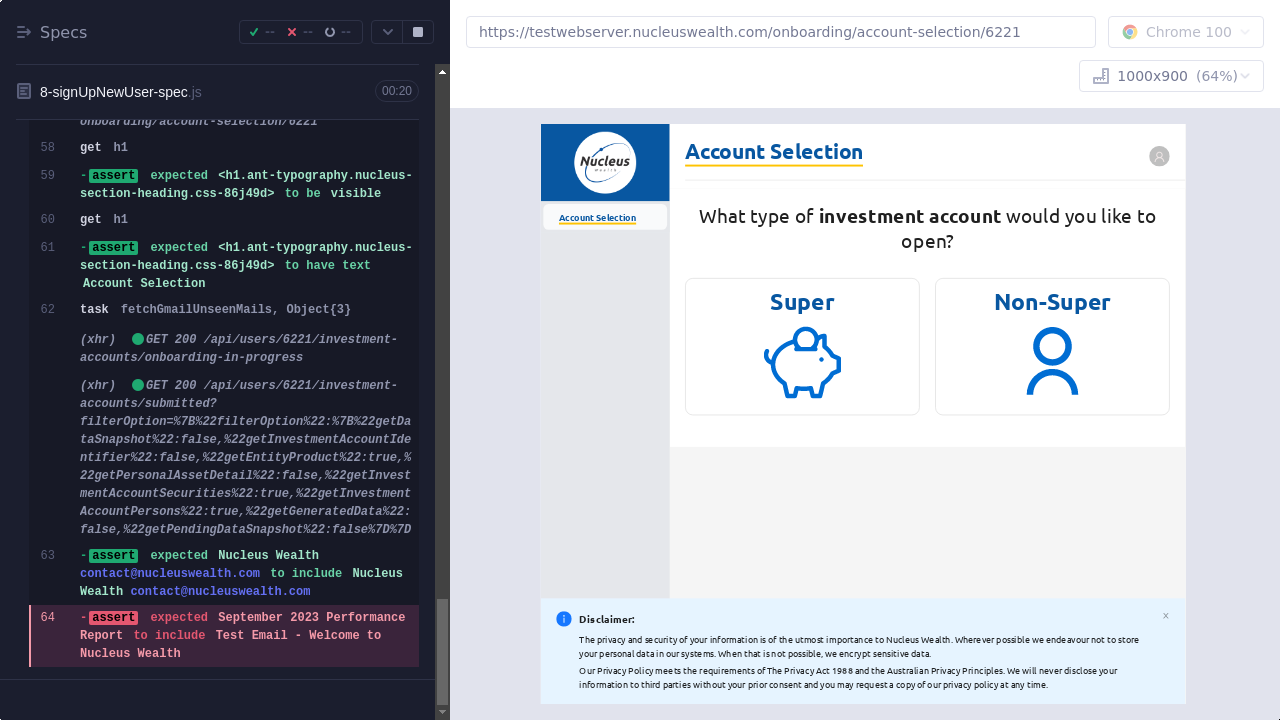 Specs
--
--
--
8-signUpNewUser-spec.js
00:20
onboarding/account-selection/6221
58 get h1
59 -assert expected <h1.ant-typography.nucleus-
section-heading.css-86j49d> to be visible
60 get h1
61 -assert expected <h1.ant-typography.nucleus-
section-heading.css-86j49d> to have text
Account Selection
62 task fetchGmailUnseenMails, Object{3}
(xhr) GET 200 /api/users/6221/investment-
accounts/onboarding-in-progress
(xhr) GET 200 /api/users/6221/investment-
accounts/submitted?
filterOption=%7B%22filterOption%22:%7B%22getDa
taSnapshot%22:false,%22getInvestmentAccountIde
ntifier%22:false,%22getEntityProduct%22:true,%
22getPersonalAssetDetail%22:false,%22getInvest
mentAccountSecurities%22:true,%22getInvestment
AccountPersons%22:true,%22getGeneratedData%22:
false,%22getPendingDataSnapshot%22:false%7D%7D
63 -assert expected Nucleus Wealth
contact@nucleuswealth.com to include Nucleus
Wealth contact@nucleuswealth.com
64 -assert expected September 2023 Performance
Report to include Test Email - Welcome to
Nucleus Wealth
https://testwebserver.nucleuswealth.com/onboarding/account-selection/6221
Chrome 100
1000x900 (64%)
Nucleus
Wealth
Account Selection
Account Selection
What type of investment account would you like to
open?
Super
Non-Super
Disclaimer:
The privacy and security of your information is of the utmost importance to Nucleus Wealth. Wherever possible we endeavour not to store
your personal data in our systems. When that is not possible, we encrypt sensitive data.
Our Privacy Policy meets the requirements of The Privacy Act 1988 and the Australian Privacy Principles. We will never disclose your
information to third parties without your prior consent and you may request a copy of our privacy policy at any time.